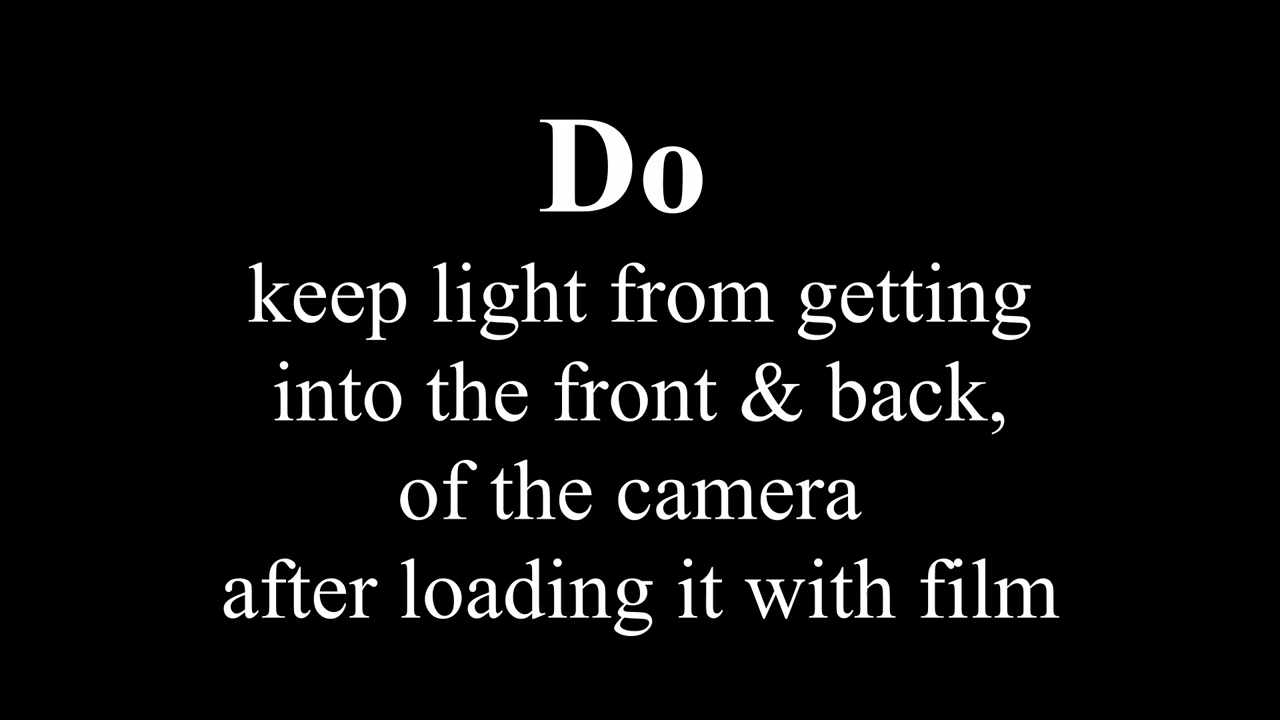 Do
keep light from getting
into the front & back,
of the camera
after loading it with film